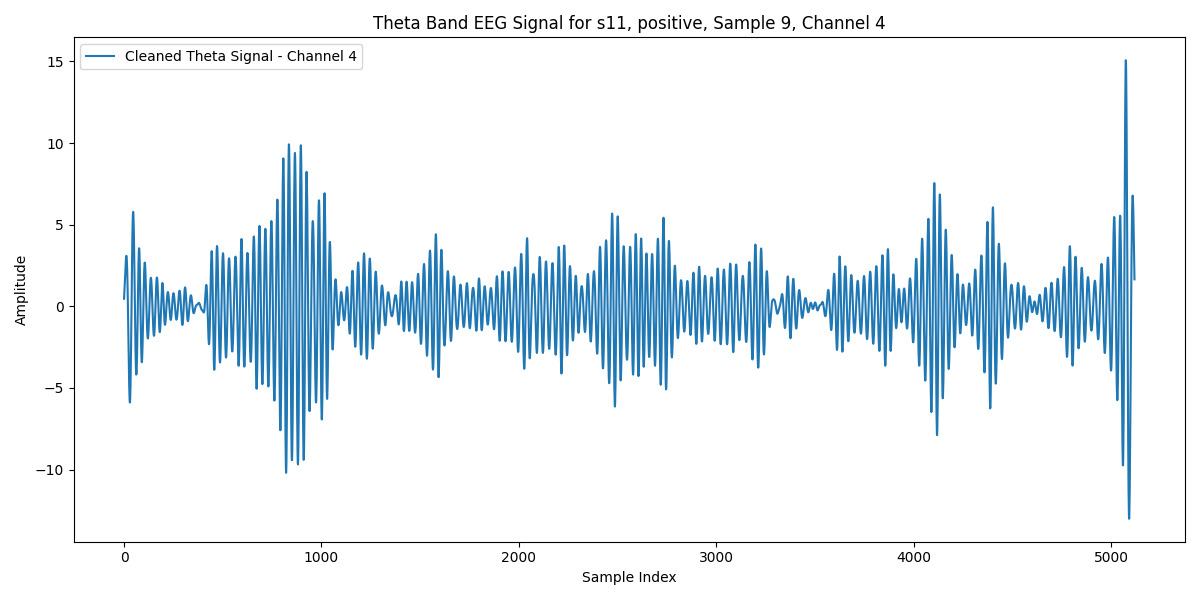 Theta Band EEG Signal for s11, positive, Sample 9, Channel 4
Cleaned Theta Signal - Channel 4
15
10
5
0
−5
−10
Amplitude
0 1000 2000 3000 4000 5000
Sample Index